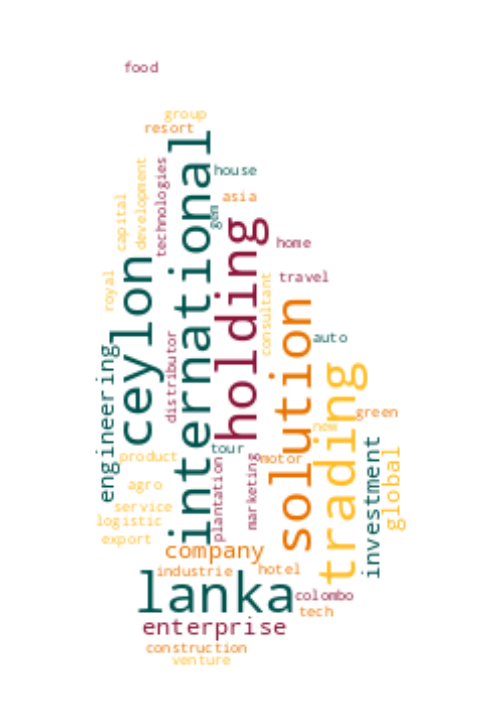 food
group
resort
international
house
development
technologies
capital
asia
gem
holding
home
ceylon
royal
travel
consultant
solution
auto
distributor
engineering
trading
green
new
tour
product
motor
investment
global
plantation
marketing
agro
service
logistic
export
company
industrie
hotel
lanka
colombo
tech
enterprise
construction
venture